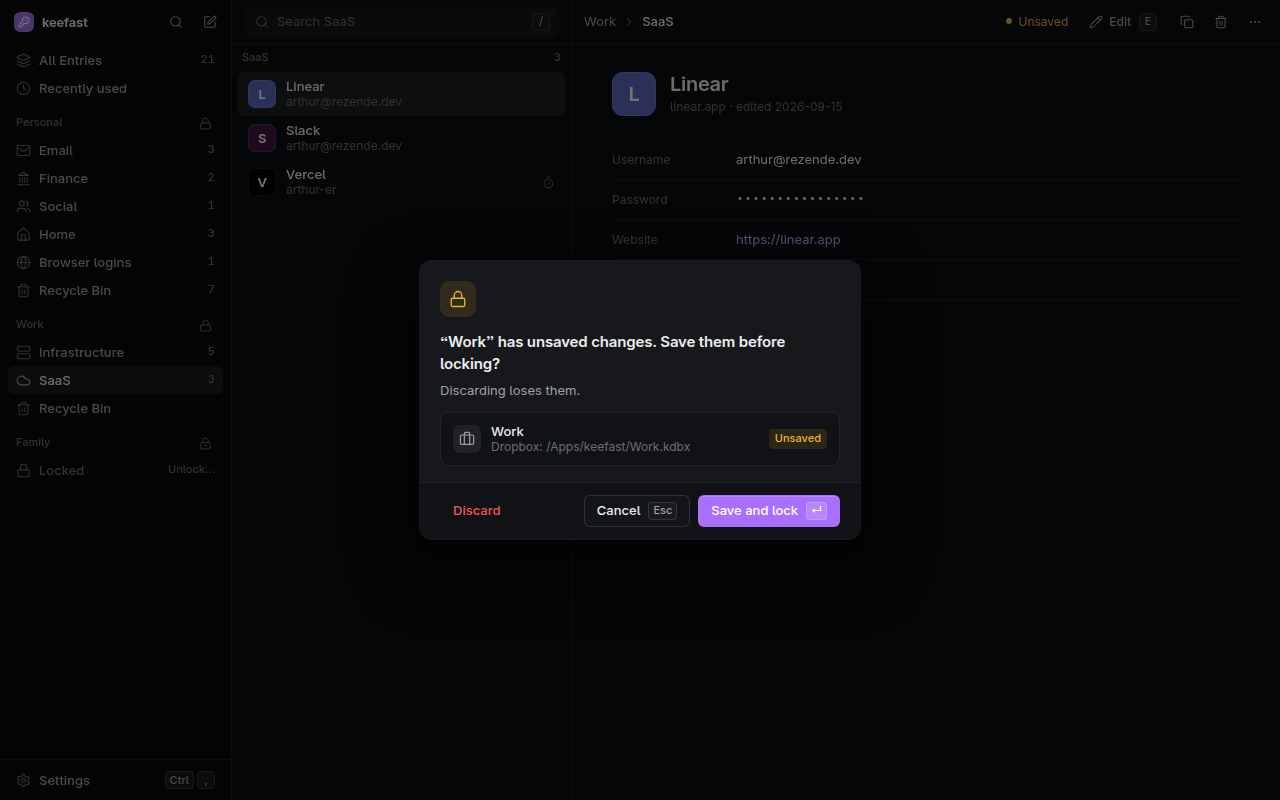 keefast
All Entries 21
Recently used
Personal
Email 3
Finance 2
Social 1
Home 3
Browser logins 1
Recycle Bin 7
Work
Infrastructure 5
SaaS 3
Recycle Bin
Family
Locked Unlock...
Settings Ctrl ,
Search SaaS /
SaaS 3
L Linear
arthur@rezende.dev
S Slack
arthur@rezende.dev
V Vercel
arthur-er
Work > SaaS
Unsaved Edit E
L Linear
linear.app · edited 2026-09-15
Username arthur@rezende.dev
Password ••••••••••••••••
Website https://linear.app
“Work” has unsaved changes. Save them before
locking?
Discarding loses them.
Work
Dropbox: /Apps/keefast/Work.kdbx
Unsaved
Discard Cancel Esc Save and lock